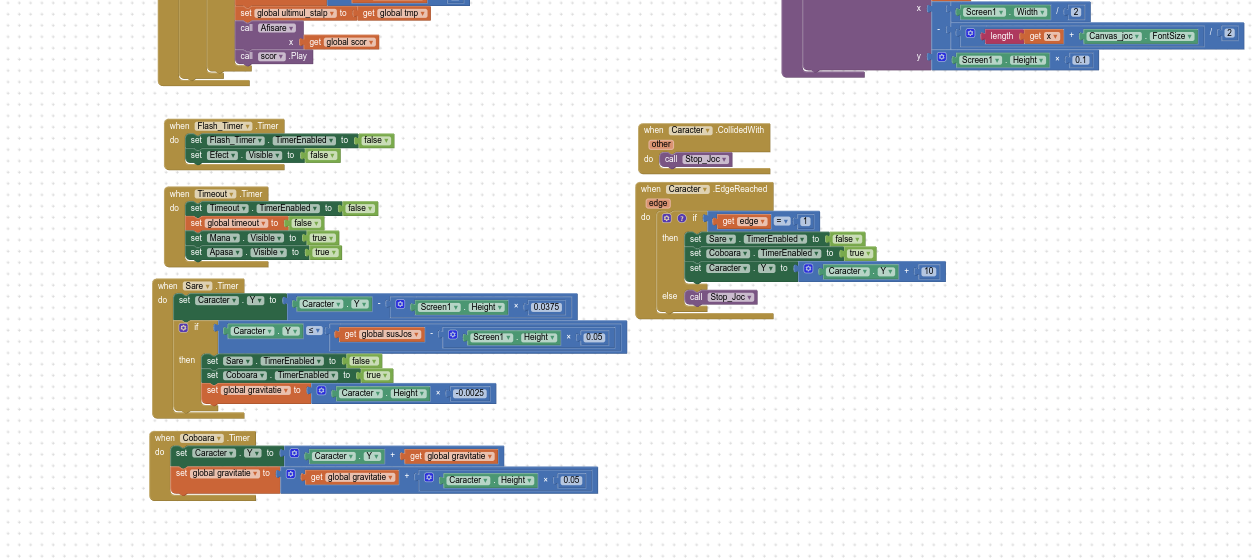 set global ultimul_stalp to get global tmp
call Afisare
x get global scor
call scor .Play
x Screen1 . Width / 2
- length get x + Canvas_joc . FontSize / 2
y Screen1 . Height × 0.1
when Flash_Timer .Timer
do set Flash_Timer . TimerEnabled to false
set Efect . Visible to false
when Timeout .Timer
do set Timeout . TimerEnabled to false
set global timeout to false
set Mana . Visible to true
set Apasa . Visible to true
when Sare .Timer
do set Caracter . Y to Caracter . Y - Screen1 . Height × 0.0375
if Caracter . Y ≤ get global susJos - Screen1 . Height × 0.05
then set Sare . TimerEnabled to false
set Coboara . TimerEnabled to true
set global gravitatie to Caracter . Height × -0.0025
when Coboara .Timer
do set Caracter . Y to Caracter . Y + get global gravitatie
set global gravitatie to get global gravitatie + Caracter . Height × 0.05
when Caracter .CollidedWith
other
do call Stop_Joc
when Caracter .EdgeReached
edge
do if get edge = 1
then set Sare . TimerEnabled to false
set Coboara . TimerEnabled to true
set Caracter . Y to Caracter . Y + 10
else call Stop_Joc